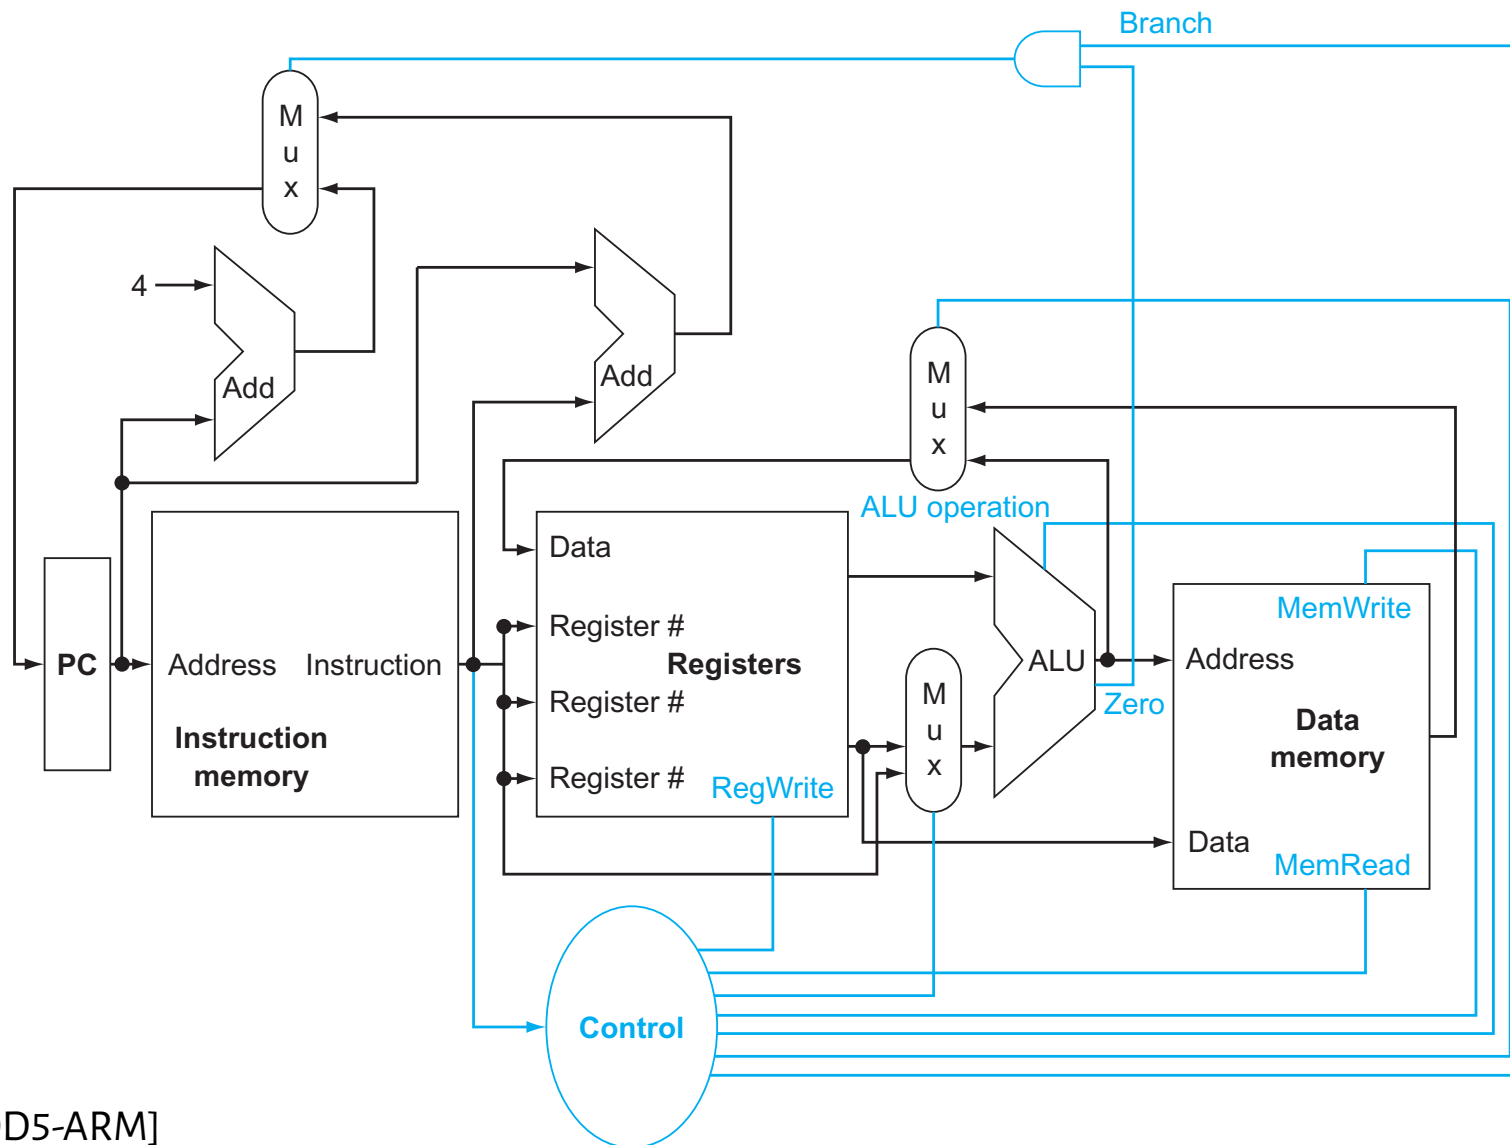 Branch
M
u
x
4
Add
Add
M
u
x
ALU operation
Data
Register #
Registers
Register #
Register #
RegWrite
PC
Address
Instruction
Instruction
memory
M
u
x
ALU
Zero
MemWrite
Address
Data
memory
Data
MemRead
Control
D5-ARM]